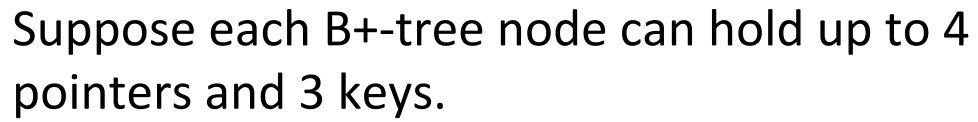 Suppose each B+-tree node can hold up to 4
pointers and 3 keys.